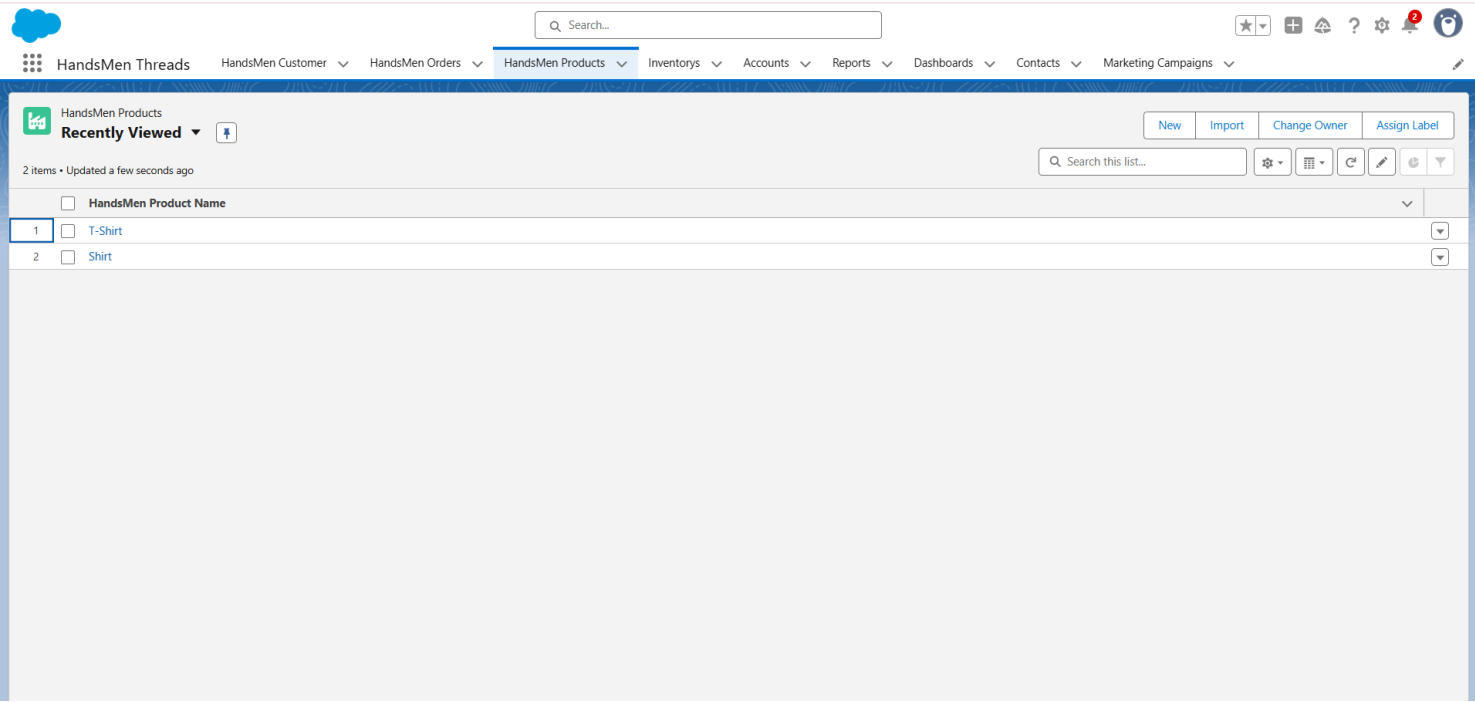 Search...
2
HandsMen Threads HandsMen Customer HandsMen Orders HandsMen Products Inventorys Accounts Reports Dashboards Contacts Marketing Campaigns
HandsMen Products
Recently Viewed
New Import Change Owner Assign Label
2 items • Updated a few seconds ago
Search this list...
HandsMen Product Name
1 T-Shirt
2 Shirt